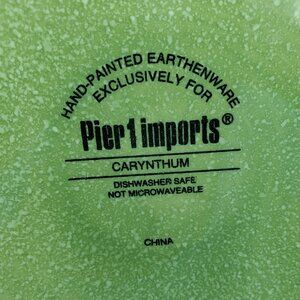 HAND-PAINTED EARTHENWARE
EXCLUSIVELY FOR
Pier 1 imports®
CARYNTHUM
DISHWASHER SAFE
NOT MICROWAVEABLE
CHINA